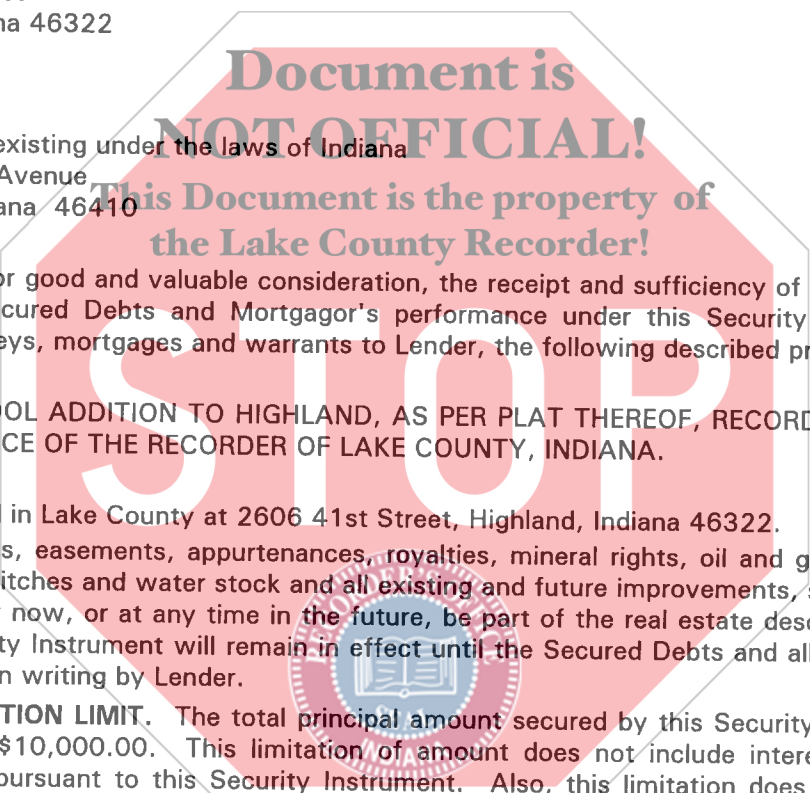 na 46322
Document is
NOT OFFICIAL!
existing under the laws of Indiana
Avenue
This Document is the property of
ana 46410
the Lake County Recorder!
or good and valuable consideration, the receipt and sufficiency of
cured Debts and Mortgagor's performance under this Security
eys, mortgages and warrants to Lender, the following described pr
STOP
OOL ADDITION TO HIGHLAND, AS PER PLAT THEREOF, RECORD
CE OF THE RECORDER OF LAKE COUNTY, INDIANA.
in Lake County at 2606 41st Street, Highland, Indiana 46322.
s, easements, appurtenances, royalties, mineral rights, oil and g
itches and water stock and all existing and future improvements, s
now, or at any time in the future, be part of the real estate desc
ty Instrument will remain in effect until the Secured Debts and all
n writing by Lender.
TION LIMIT. The total principal amount secured by this Security
$10,000.00. This limitation of amount does not include intere
pursuant to this Security Instrument. Also, this limitation does
RECORDER OFFICE
SEAL
INDIANA